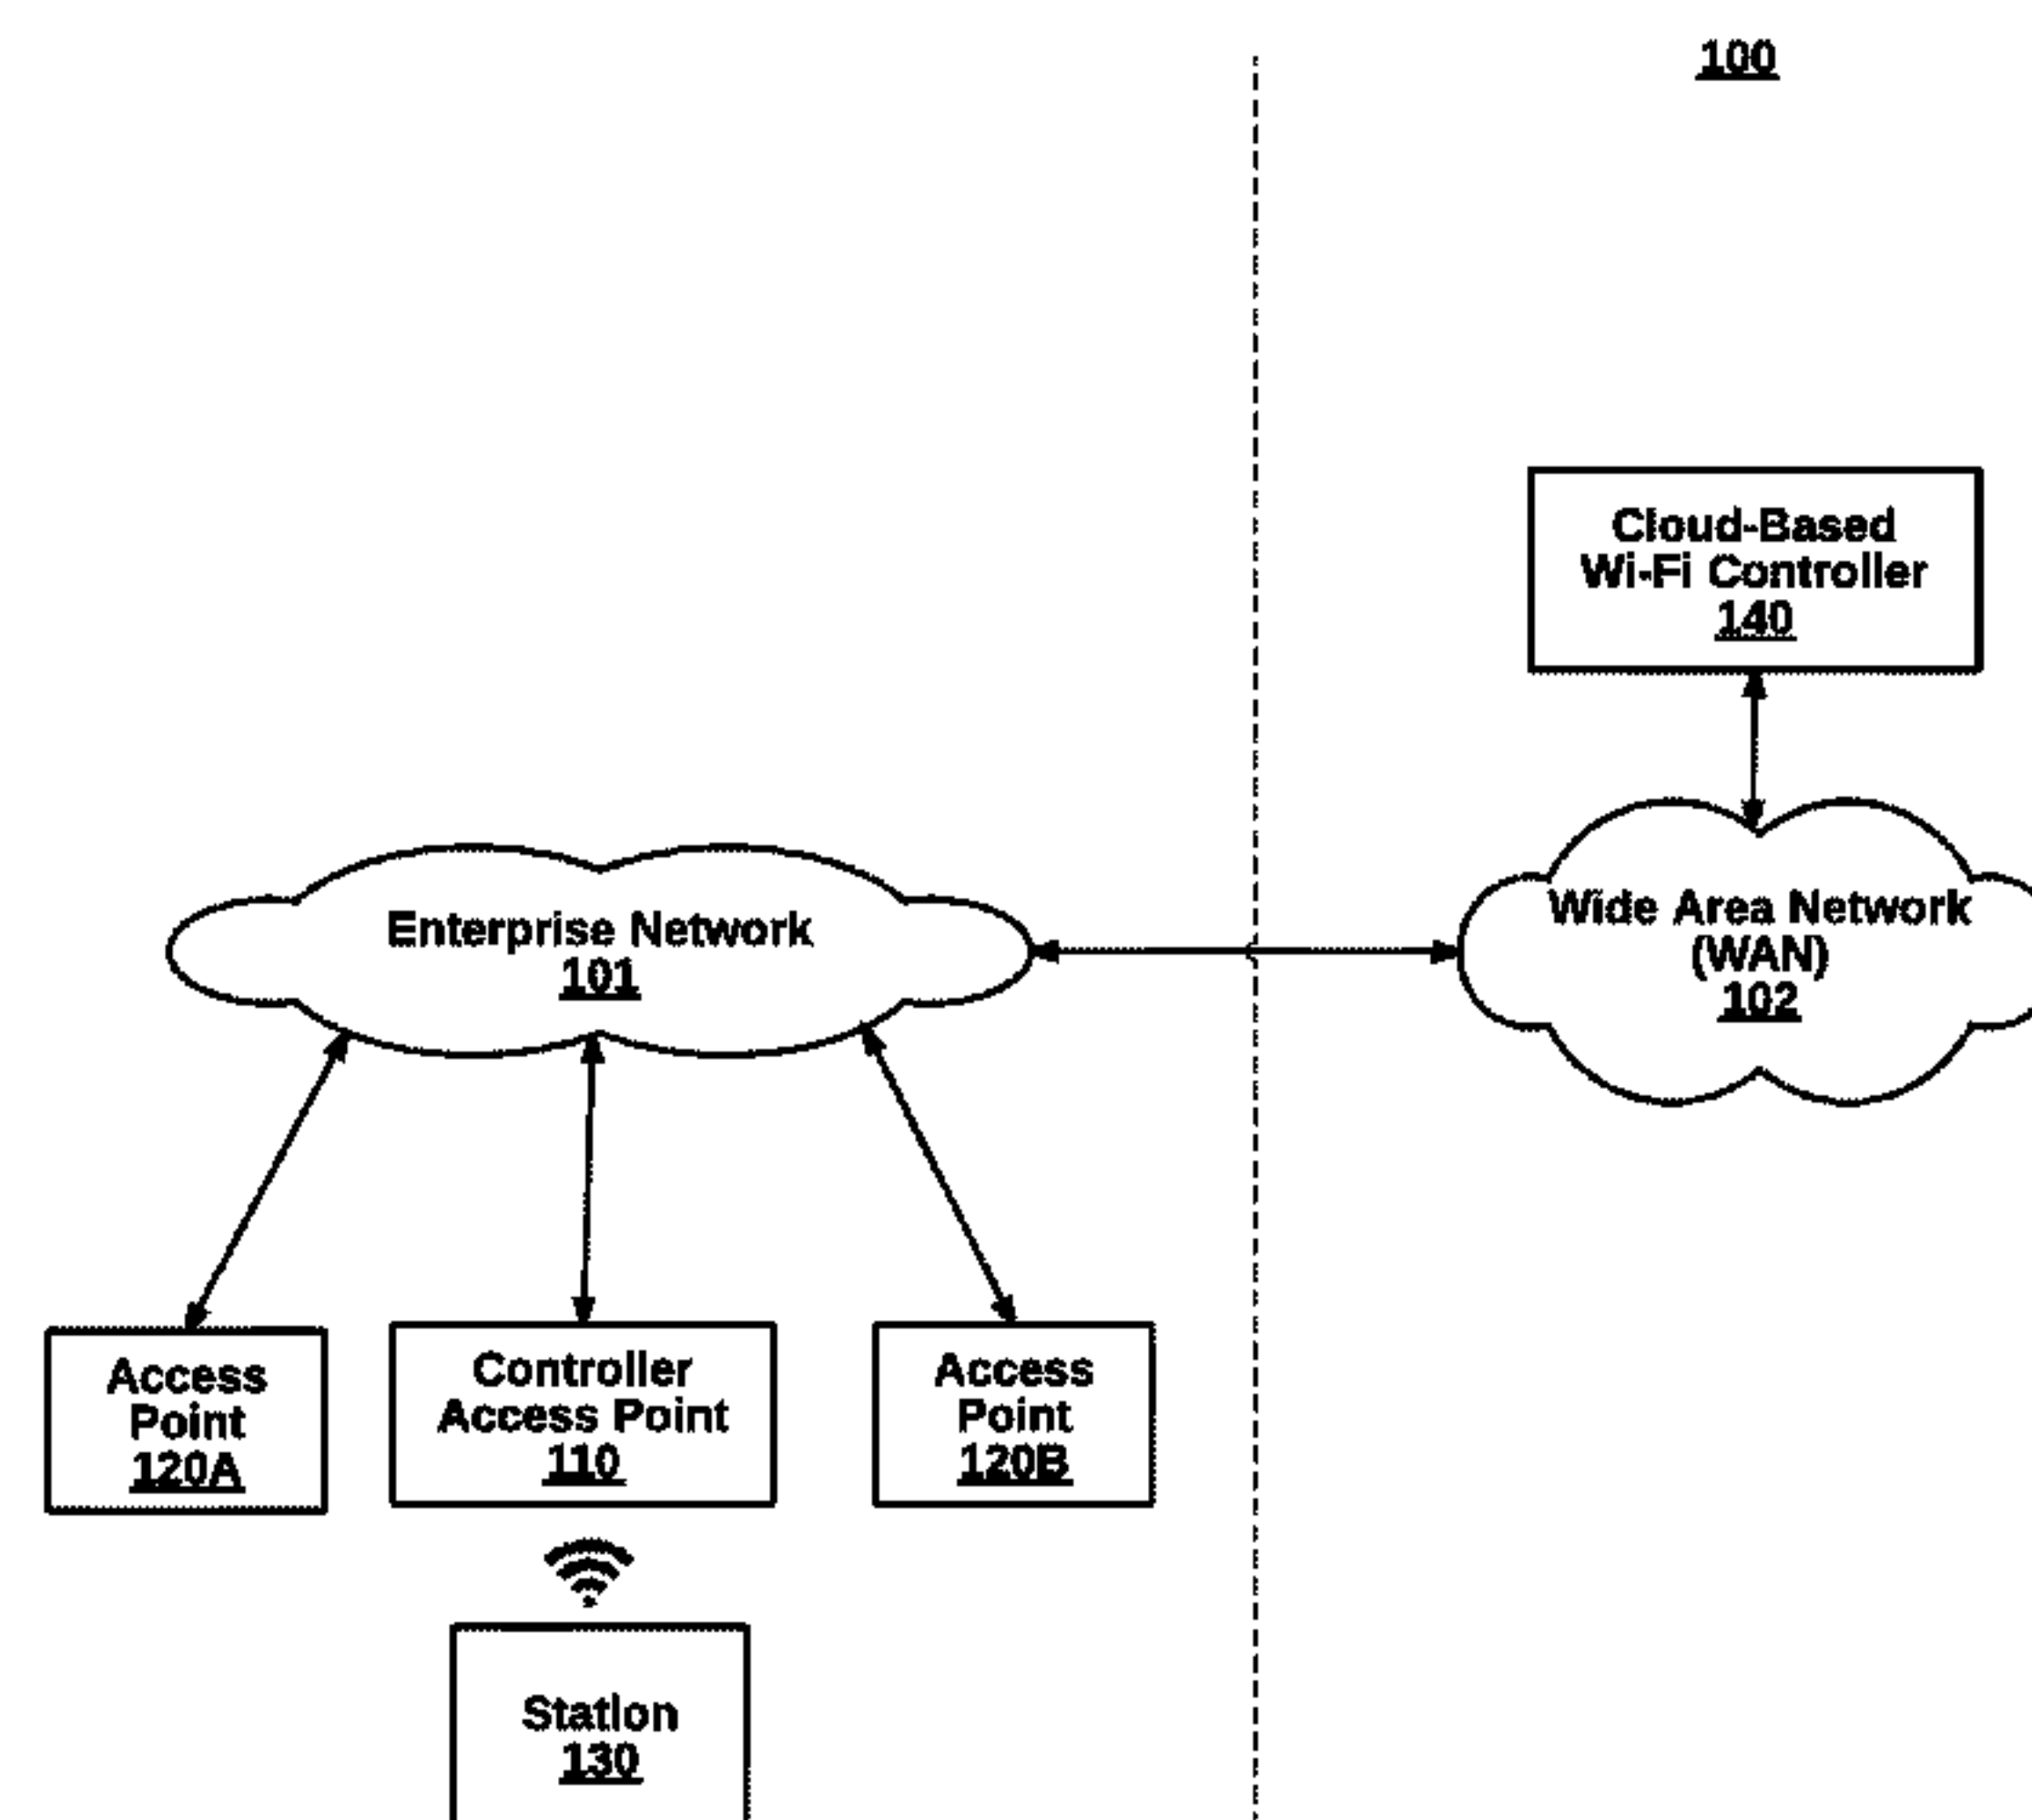 100
Cloud-Based
Wi-Fi Controller
140
Enterprise Network
101
Wide Area Network
(WAN)
102
Access
Point
120A
Controller
Access Point
110
Access
Point
120B
Station
130